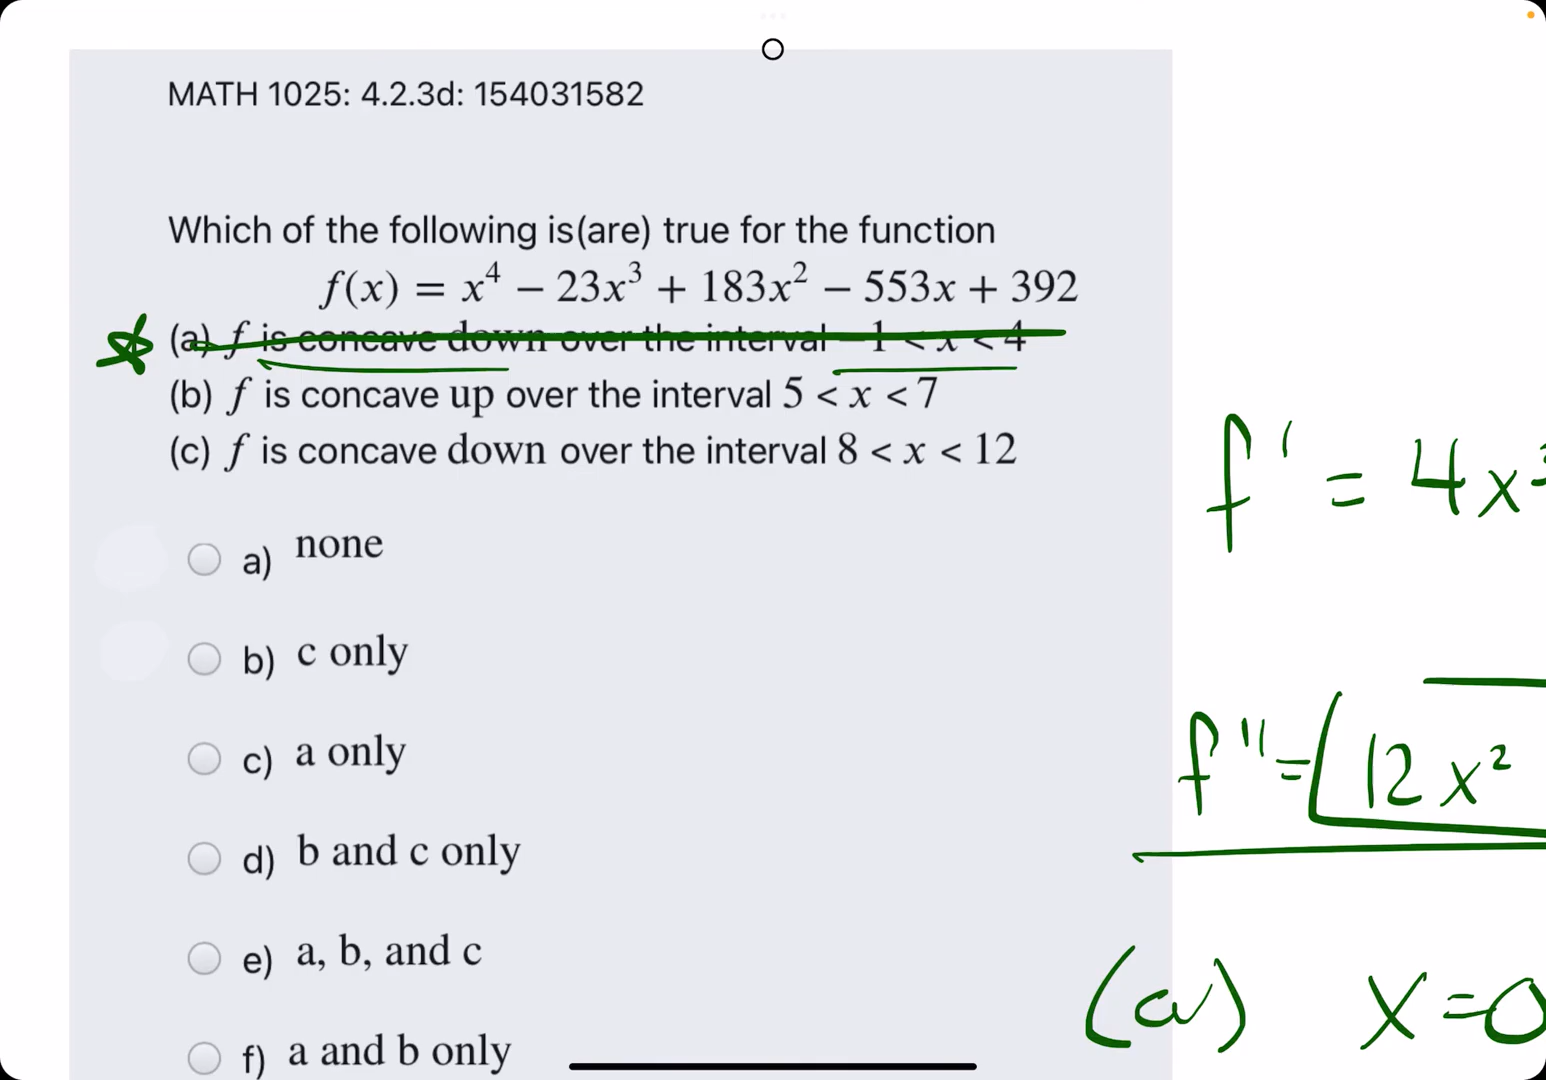 MATH 1025: 4.2.3d: 154031582
Which of the following is(are) true for the function
f(x) = x⁴ − 23x³ + 183x² − 553x + 392
(a) f is concave down over the interval −1 < x < 4
(b) f is concave up over the interval 5 < x < 7
(c) f is concave down over the interval 8 < x < 12
f' = 4x³
a) none
b) c only
f'' = 12x²
c) a only
d) b and c only
e) a, b, and c
(a) x=0
f) a and b only